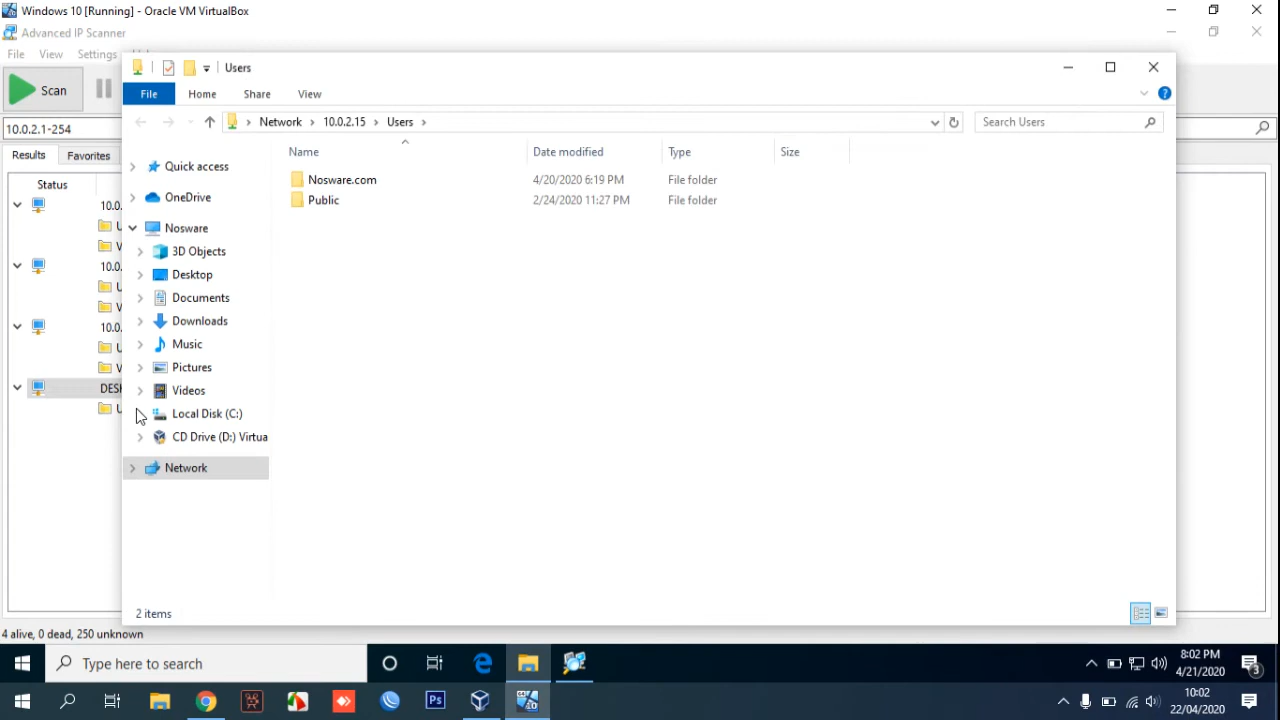 Windows 10 [Running] - Oracle VM VirtualBox
Advanced IP Scanner
File View Settings
Users
Scan
File Home Share View
10.0.2.1-254
Network > 10.0.2.15 > Users >
Search Users
Results Favorites
Name Date modified Type Size
Status
Nosware.com 4/20/2020 6:19 PM File folder
Public 2/24/2020 11:27 PM File folder
Quick access
OneDrive
Nosware
3D Objects
Desktop
Documents
Downloads
Music
Pictures
Videos
Local Disk (C:)
CD Drive (D:) Virtua
Network
10.0.
U
V
10.0.
U
V
10.0.
U
V
DESK
U
2 items
4 alive, 0 dead, 250 unknown
Type here to search
8:02 PM
4/21/2020
3
Ps
10:02
22/04/2020